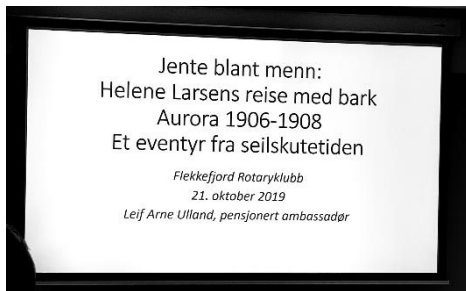 Jente blant menn:
Helene Larsens reise med bark
Aurora 1906-1908
Et eventyr fra seilskutetiden
Flekkefjord Rotaryklubb
21. oktober 2019
Leif Arne Ulland, pensjonert ambassadør